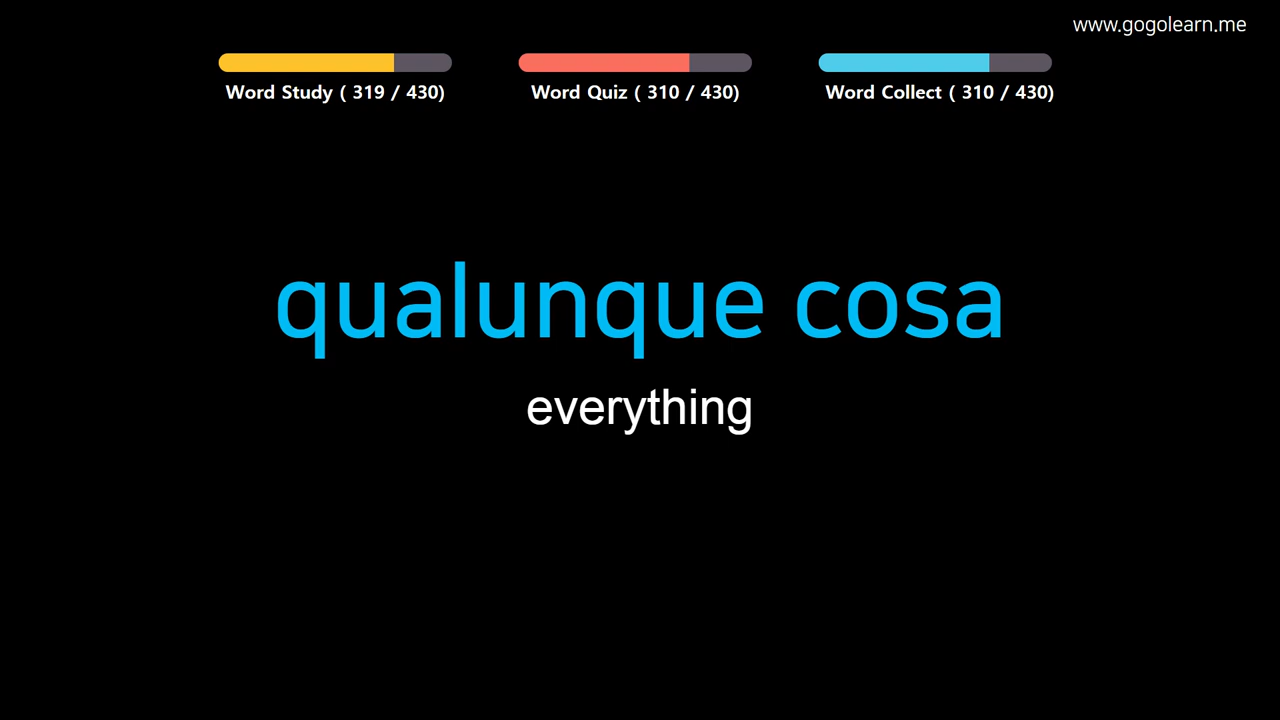 www.gogolearn.me
Word Study ( 319 / 430)
Word Quiz ( 310 / 430)
Word Collect ( 310 / 430)
qualunque cosa
everything